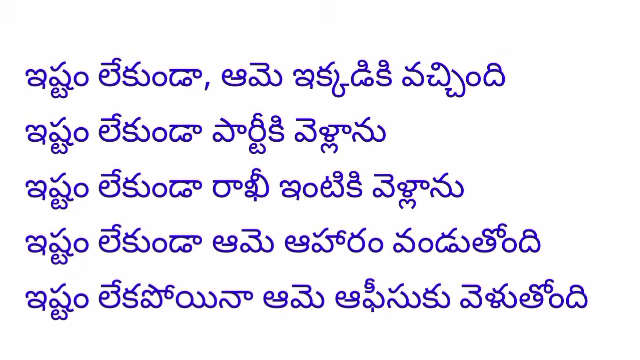 ఇష్టం లేకుండా, ఆమె ఇక్కడికి వచ్చింది
ఇష్టం లేకుండా పార్టీకి వెళ్లాను
ఇష్టం లేకుండా రాఖీ ఇంటికి వెళ్లాను
ఇష్టం లేకుండా ఆమె ఆహారం వండుతోంది
ఇష్టం లేకపోయినా ఆమె ఆఫీసుకు వెళుతోంది